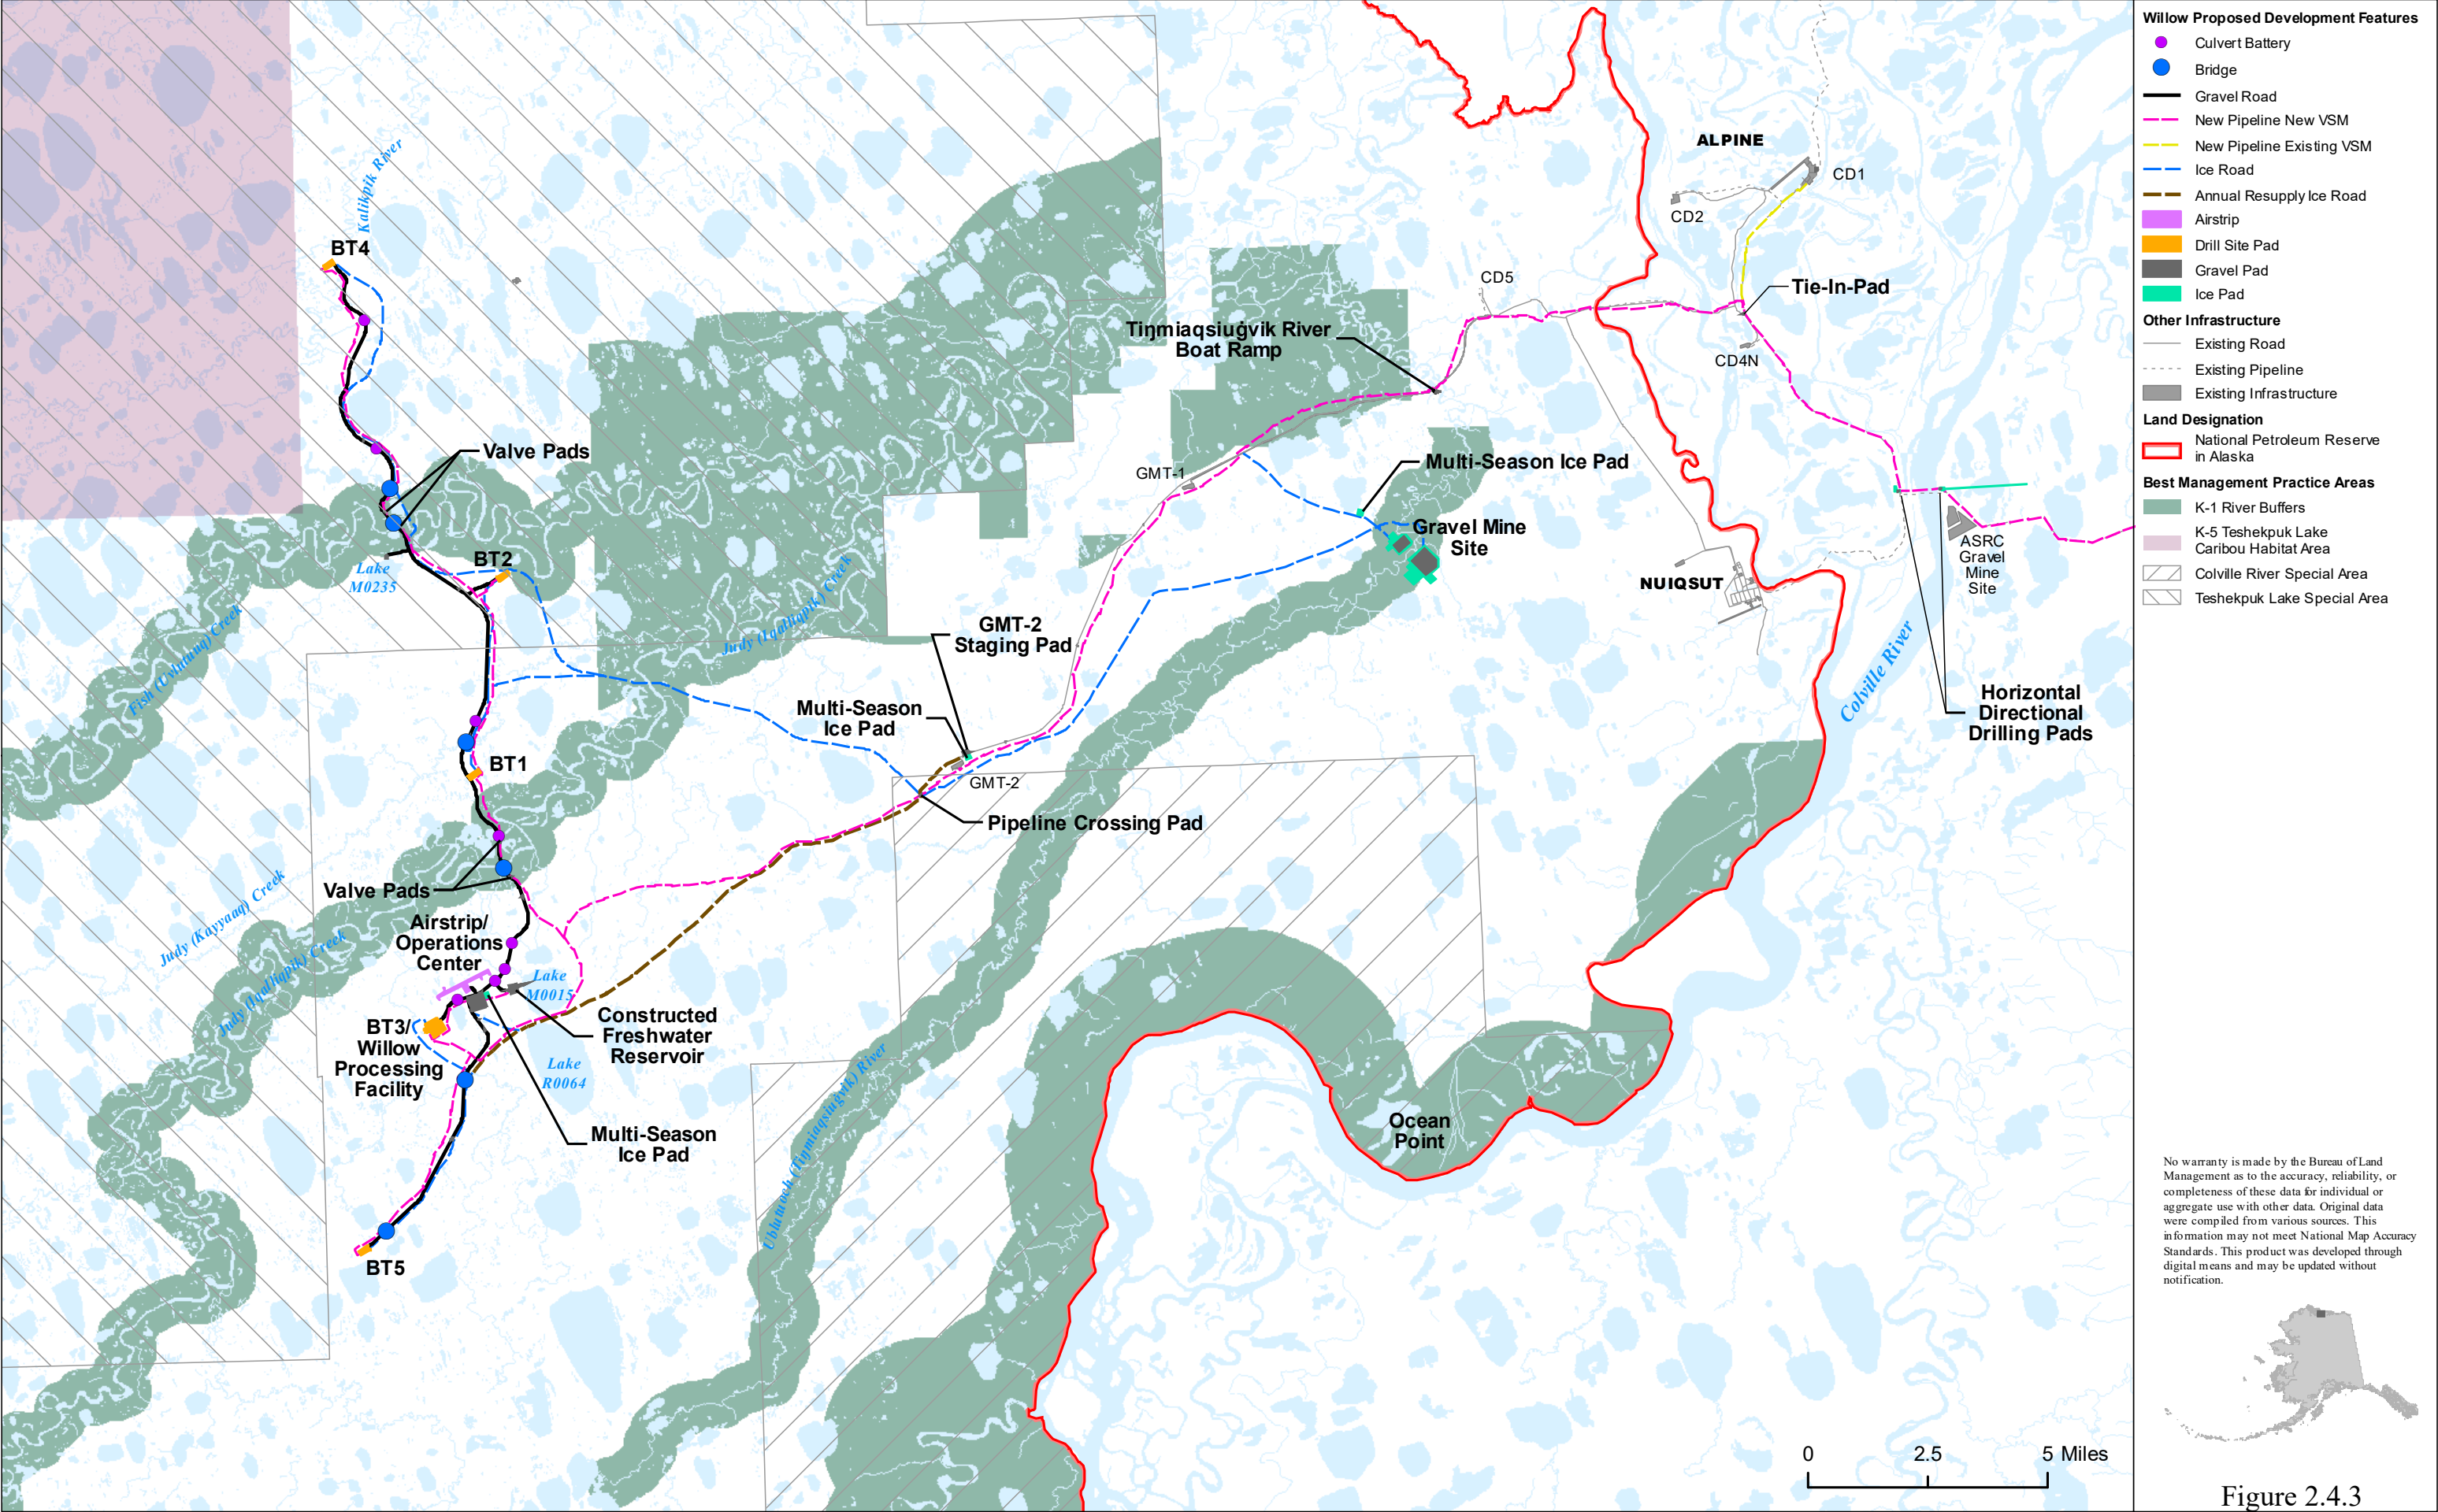 Kalikpik River
BT4
Valve Pads
BT2
Lake
M0235
Fish (Uvlutuuq) Creek
Judy (Iqalliqpik) Creek
BT1
Multi-Season
Ice Pad
GMT-2
Staging Pad
GMT-2
Pipeline Crossing Pad
Valve Pads
Judy (Kayyaaq) Creek
Judy (Iqalliqpik) Creek
Airstrip/
Operations
Center
Lake
M0015
Constructed
Freshwater
Reservoir
BT3/
Willow
Processing
Facility
Lake
R0064
Multi-Season
Ice Pad
BT5
Ublutuoch (Tiŋmiaqsiuġvik) River
Ocean
Point
ALPINE
CD1
CD2
CD5
Tie-In-Pad
CD4N
Tiŋmiaqsiuġvik River
Boat Ramp
GMT-1
Multi-Season Ice Pad
Gravel Mine
Site
NUIQSUT
ASRC
Gravel
Mine
Site
Colville River
Horizontal
Directional
Drilling Pads
0 2.5 5 Miles
Willow Proposed Development Features
Culvert Battery
Bridge
Gravel Road
New Pipeline New VSM
New Pipeline Existing VSM
Ice Road
Annual Resupply Ice Road
Airstrip
Drill Site Pad
Gravel Pad
Ice Pad
Other Infrastructure
Existing Road
Existing Pipeline
Existing Infrastructure
Land Designation
National Petroleum Reserve
in Alaska
Best Management Practice Areas
K-1 River Buffers
K-5 Teshekpuk Lake
Caribou Habitat Area
Colville River Special Area
Teshekpuk Lake Special Area
No warranty is made by the Bureau of Land
Management as to the accuracy, reliability, or
completeness of these data for individual or
aggregate use with other data. Original data
were compiled from various sources. This
information may not meet National Map Accuracy
Standards. This product was developed through
digital means and may be updated without
notification.
Figure 2.4.3